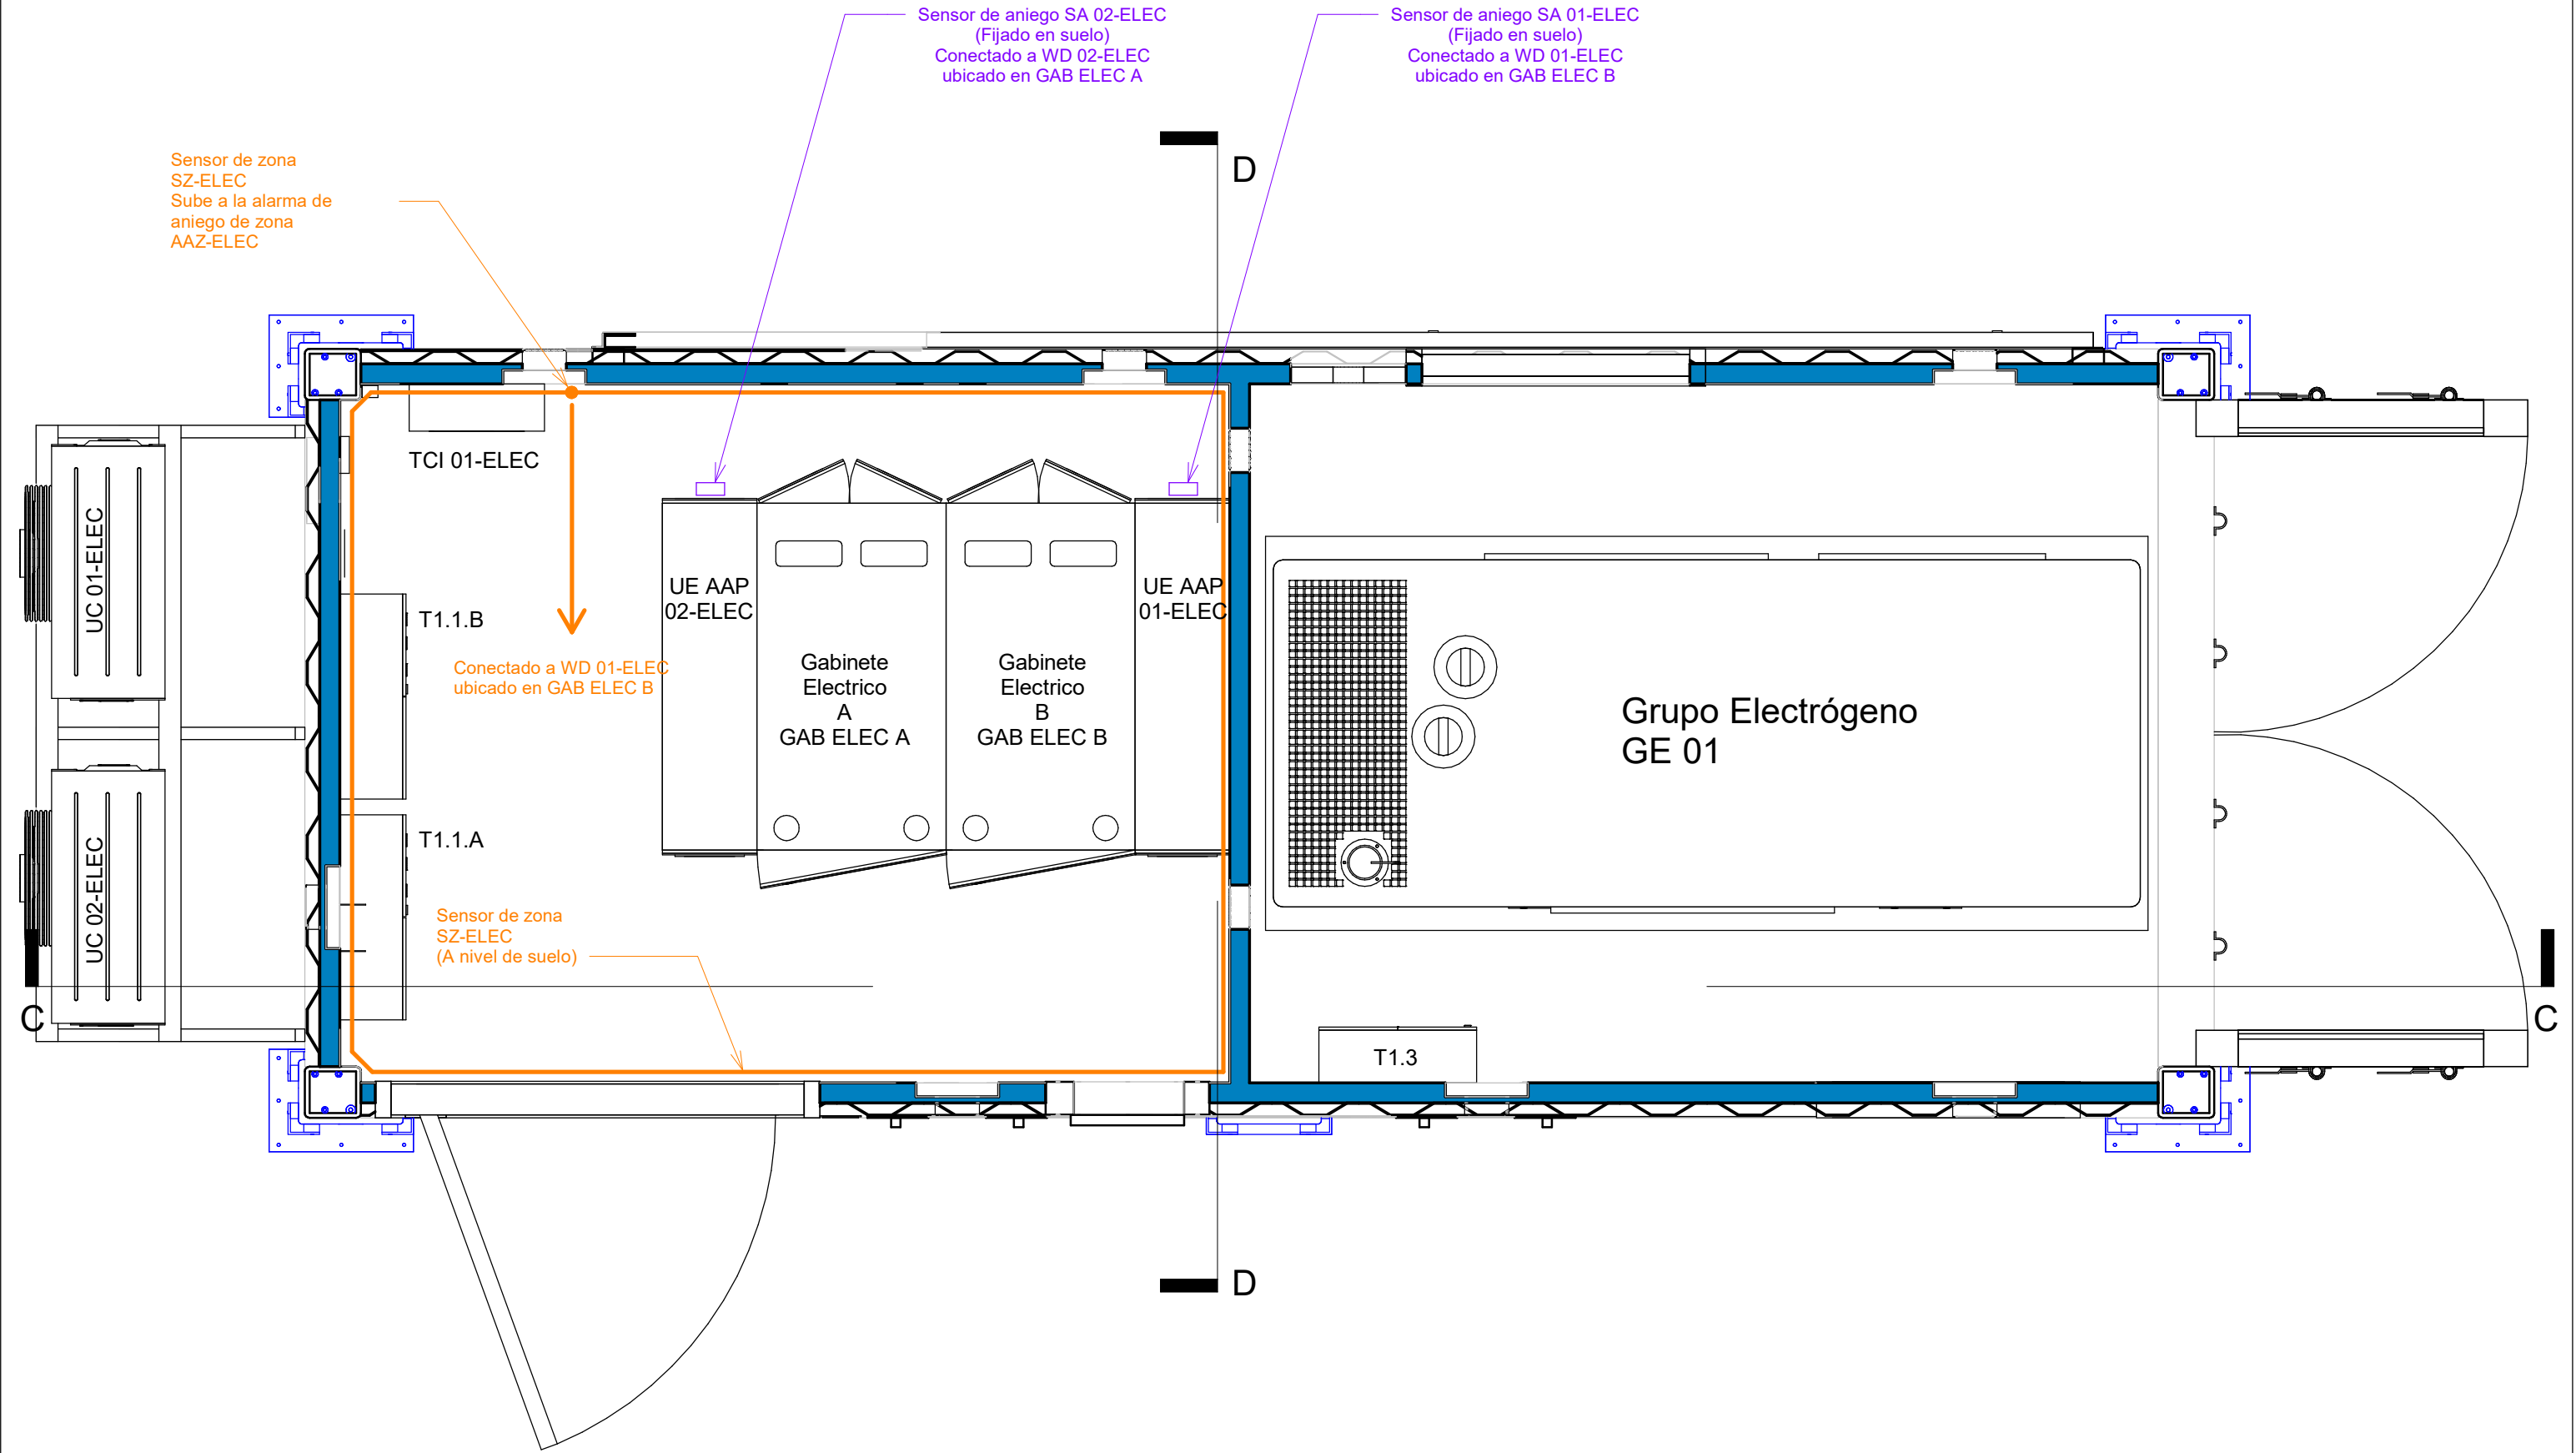 Sensor de aniego SA 02-ELEC
(Fijado en suelo)
Conectado a WD 02-ELEC
ubicado en GAB ELEC A
Sensor de aniego SA 01-ELEC
(Fijado en suelo)
Conectado a WD 01-ELEC
ubicado en GAB ELEC B
D
Sensor de zona
SZ-ELEC
Sube a la alarma de
aniego de zona
AAZ-ELEC
TCI 01-ELEC
UC 01-ELEC
T1.1.B
UE AAP
02-ELEC
UE AAP
01-ELEC
Conectado a WD 01-ELEC
ubicado en GAB ELEC B
Gabinete
Electrico
A
GAB ELEC A
Gabinete
Electrico
B
GAB ELEC B
Grupo Electrógeno
GE 01
T1.1.A
UC 02-ELEC
Sensor de zona
SZ-ELEC
(A nivel de suelo)
C
C
T1.3
D